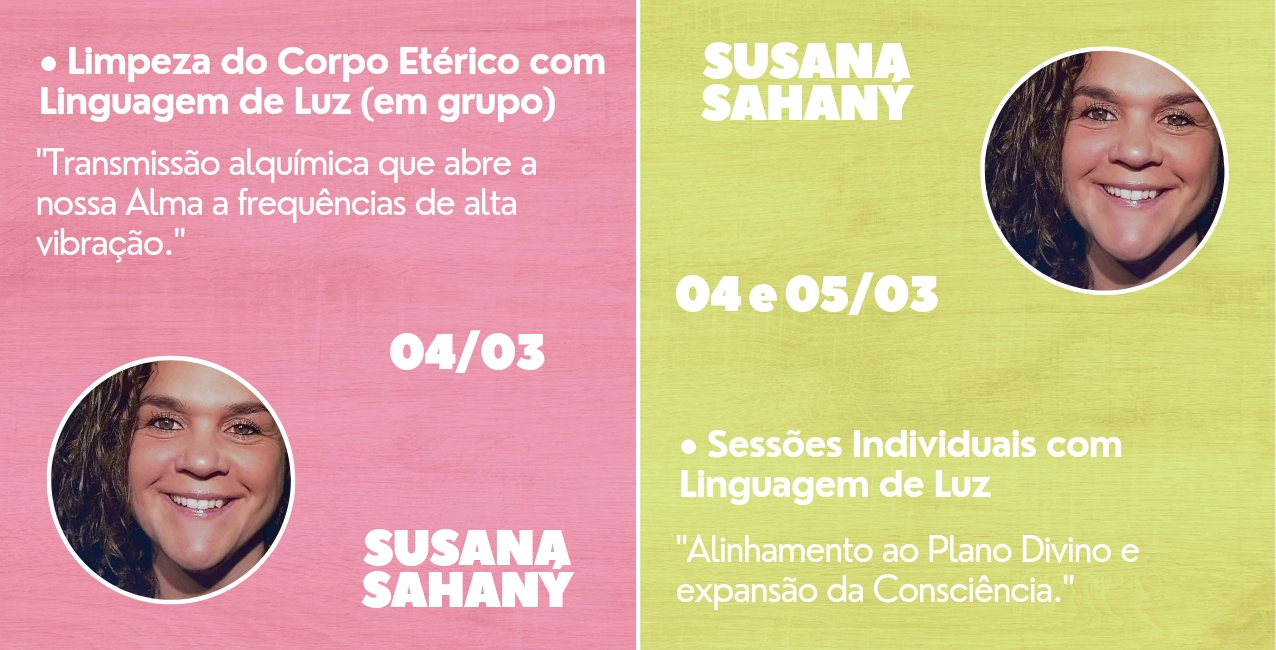 • Limpeza do Corpo Etérico com
Linguagem de Luz (em grupo)
"Transmissão alquímica que abre a
nossa Alma a frequências de alta
vibração."
04/03
SUSANA
SAHANÝ
SUSANA
SAHANÝ
04 e 05/03
• Sessões Individuais com
Linguagem de Luz
"Alinhamento ao Plano Divino e
expansão da Consciência."